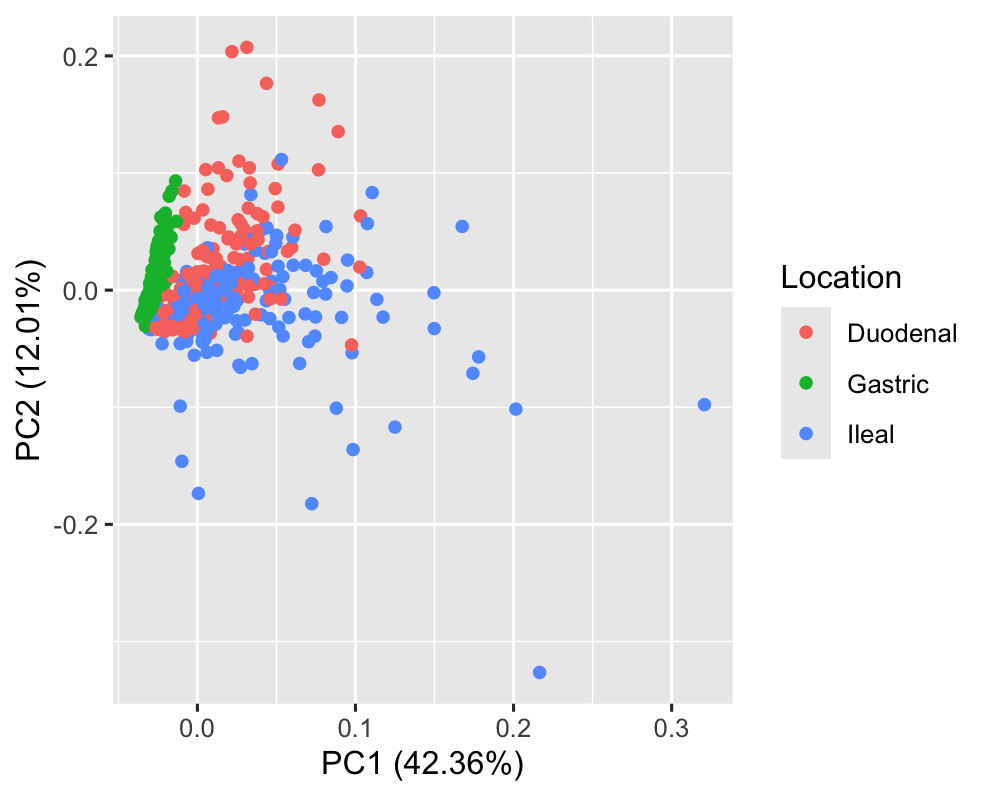 0.2
0.0
-0.2
PC2 (12.01%)
0.0
0.1
0.2
0.3
PC1 (42.36%)
Location
Duodenal
Gastric
Ileal